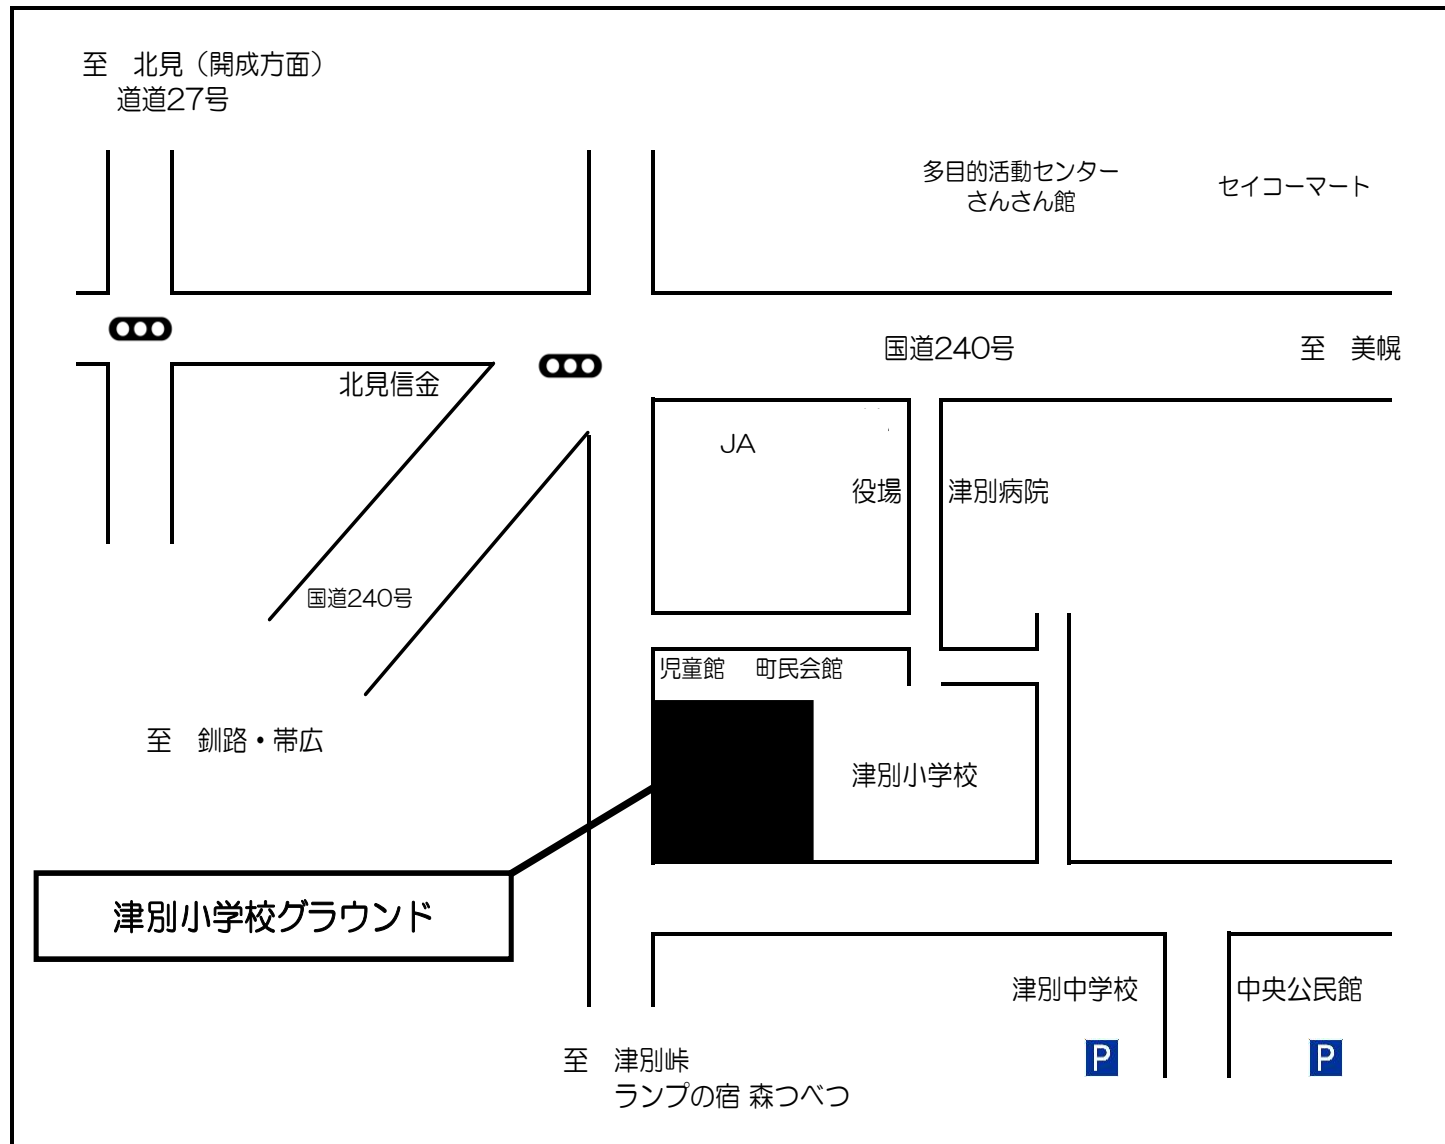 至　北見（開成方面）
道道27号
多目的活動センター
さんさん館
セイコーマート
国道240号
至　美幌
北見信金
JA
役場
津別病院
国道240号
児童館
町民会館
至　釧路・帯広
津別小学校
津別小学校グラウンド
津別中学校
中央公民館
P
P
至　津別峠
ランプの宿 森つべつ